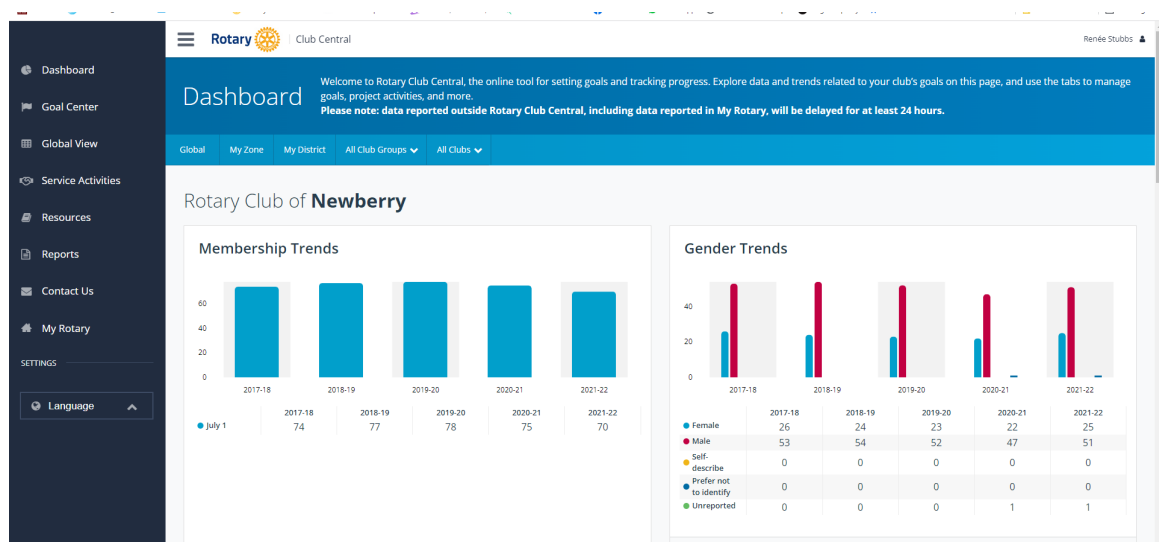 Rotary Club Central
Renée Stubbs
Dashboard
Goal Center
Global View
Service Activities
Resources
Reports
Contact Us
My Rotary
SETTINGS
Language
Dashboard
Welcome to Rotary Club Central, the online tool for setting goals and tracking progress. Explore data and trends related to your club's goals on this page, and use the tabs to manage
goals, project activities, and more.
Please note: data reported outside Rotary Club Central, including data reported in My Rotary, will be delayed for at least 24 hours.
Global My Zone My District All Club Groups All Clubs
Rotary Club of Newberry
Membership Trends
60
40
20
0
2017-18 2018-19 2019-20 2020-21 2021-22
2017-18 2018-19 2019-20 2020-21 2021-22
July 1 74 77 78 75 70
Gender Trends
40
20
0
2017-18 2018-19 2019-20 2020-21 2021-22
2017-18 2018-19 2019-20 2020-21 2021-22
Female 26 24 23 22 25
Male 53 54 52 47 51
Self-
describe 0 0 0 0 0
Prefer not
to identify 0 0 0 0 0
Unreported 0 0 0 1 1